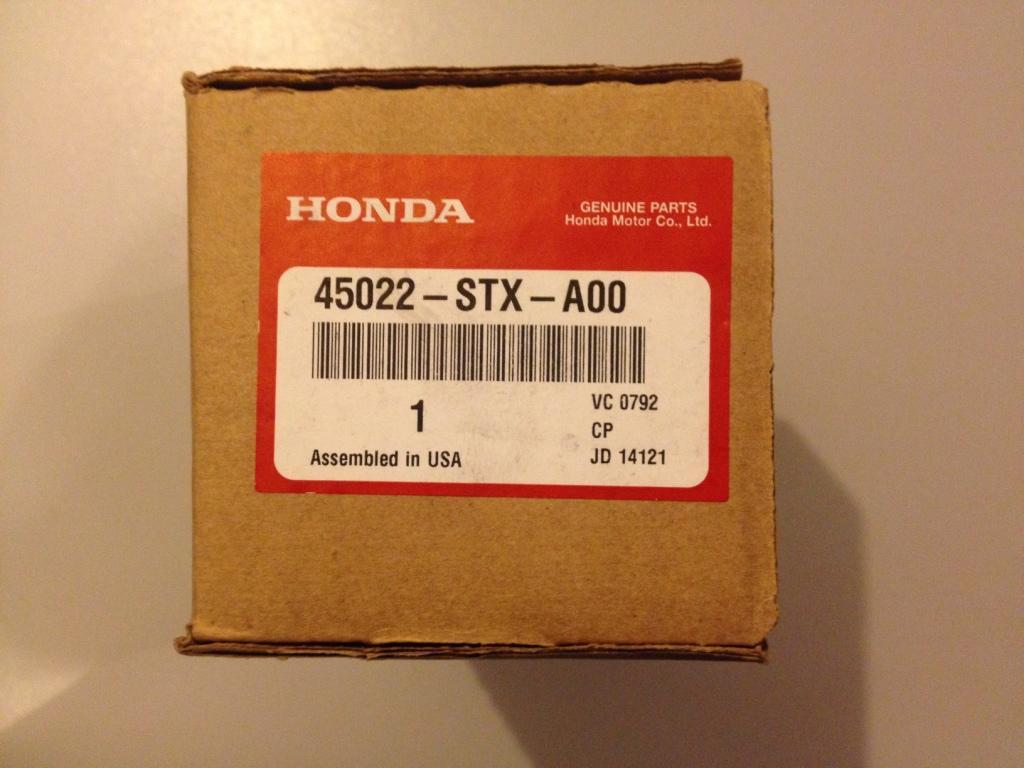 HONDA
GENUINE PARTS
Honda Motor Co., Ltd.
45022-STX-A00
1
VC 0792
CP
Assembled in USA
JD 14121